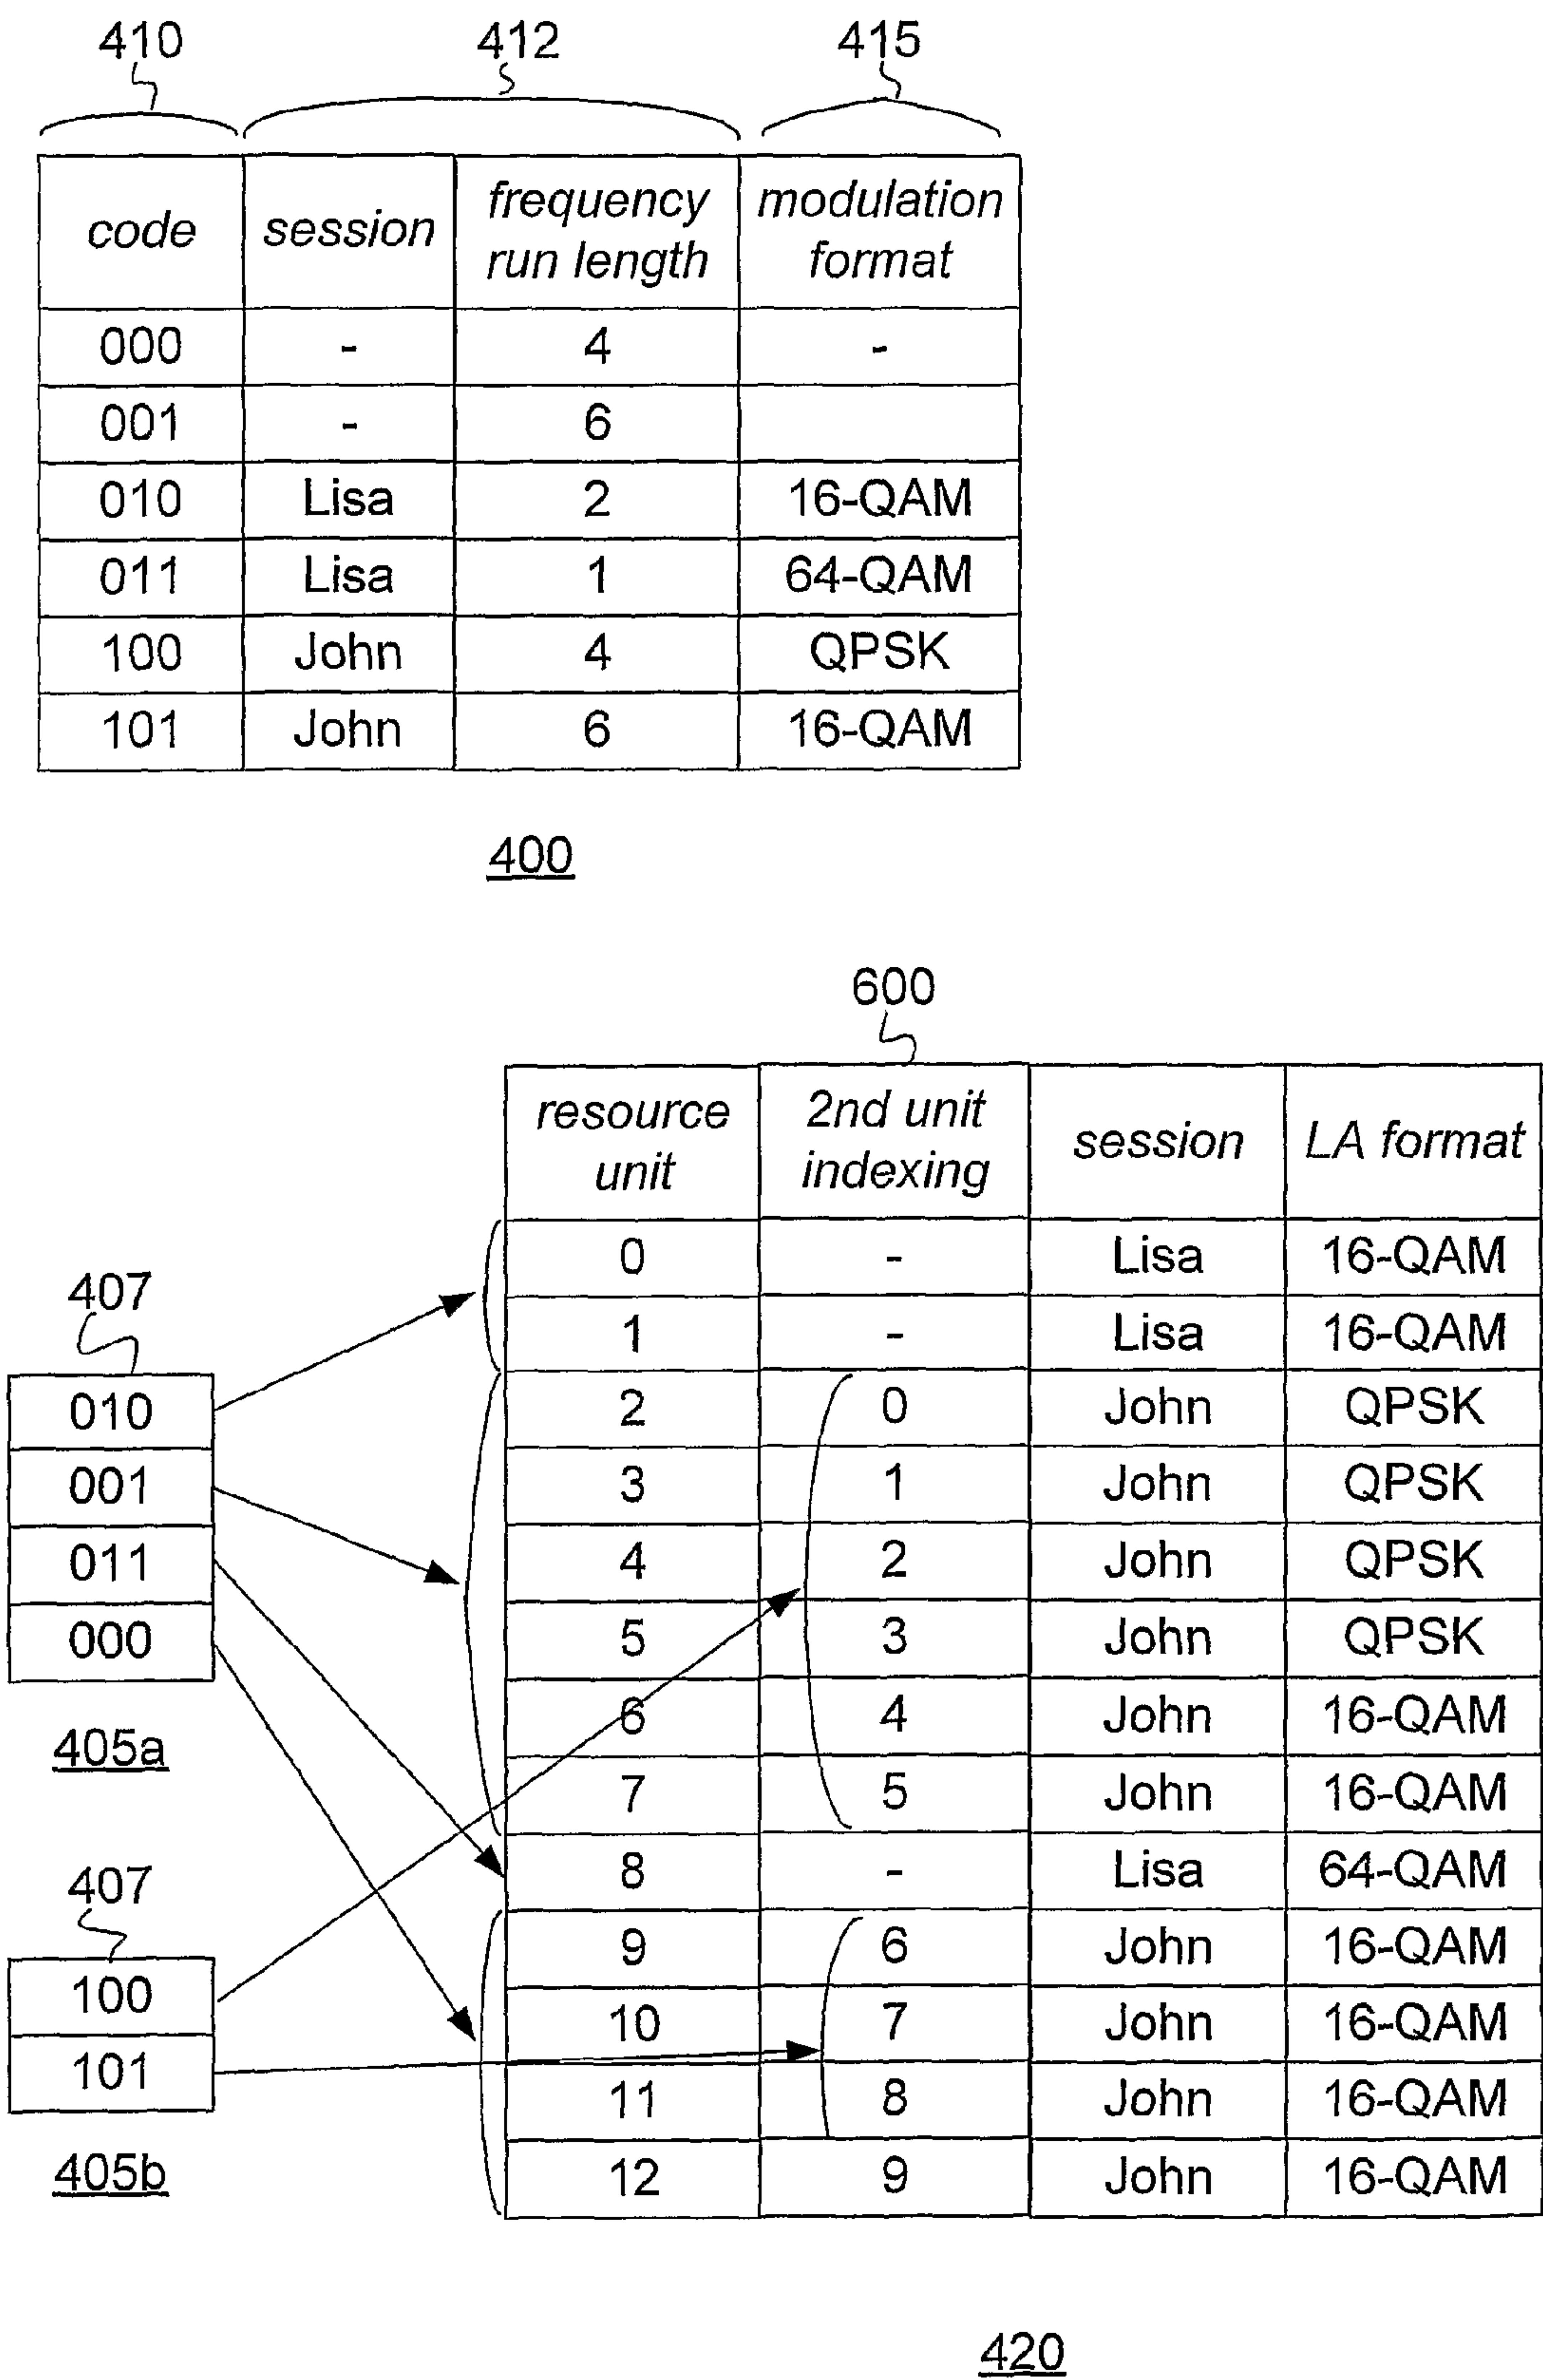 410 412 415
code session frequency run length modulation format
000 - 4 -
001 - 6
010 Lisa 2 16-QAM
011 Lisa 1 64-QAM
100 John 4 QPSK
101 John 6 16-QAM
400
600
resource unit 2nd unit indexing session LA format
0 - Lisa 16-QAM
1 - Lisa 16-QAM
2 0 John QPSK
3 1 John QPSK
4 2 John QPSK
5 3 John QPSK
6 4 John 16-QAM
7 5 John 16-QAM
8 - Lisa 64-QAM
9 6 John 16-QAM
10 7 John 16-QAM
11 8 John 16-QAM
12 9 John 16-QAM
407
010
001
011
000
405a
407
100
101
405b
420